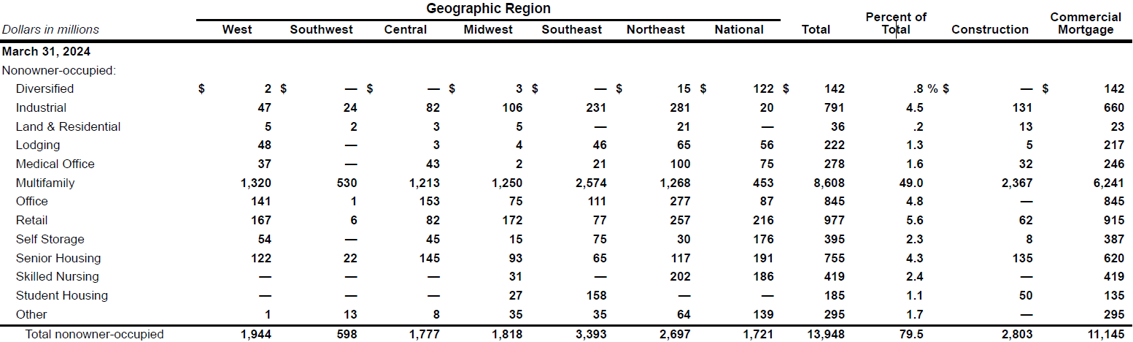 Geographic Region
Dollars in millions West Southwest Central Midwest Southeast Northeast National Total Percent of Total Construction Commercial Mortgage
March 31, 2024
Nonowner-occupied:
Diversified $ 2 $ — $ — $ 3 $ — $ 15 $ 122 $ 142 .8 % $ — $ 142
Industrial 47 24 82 106 231 281 20 791 4.5 131 660
Land & Residential 5 2 3 5 — 21 — 36 .2 13 23
Lodging 48 — 3 4 46 65 56 222 1.3 5 217
Medical Office 37 — 43 2 21 100 75 278 1.6 32 246
Multifamily 1,320 530 1,213 1,250 2,574 1,268 453 8,608 49.0 2,367 6,241
Office 141 1 153 75 111 277 87 845 4.8 — 845
Retail 167 6 82 172 77 257 216 977 5.6 62 915
Self Storage 54 — 45 15 75 30 176 395 2.3 8 387
Senior Housing 122 22 145 93 65 117 191 755 4.3 135 620
Skilled Nursing — — — 31 — 202 186 419 2.4 — 419
Student Housing — — — 27 158 — — 185 1.1 50 135
Other 1 13 8 35 35 64 139 295 1.7 — 295
Total nonowner-occupied 1,944 598 1,777 1,818 3,393 2,697 1,721 13,948 79.5 2,803 11,145